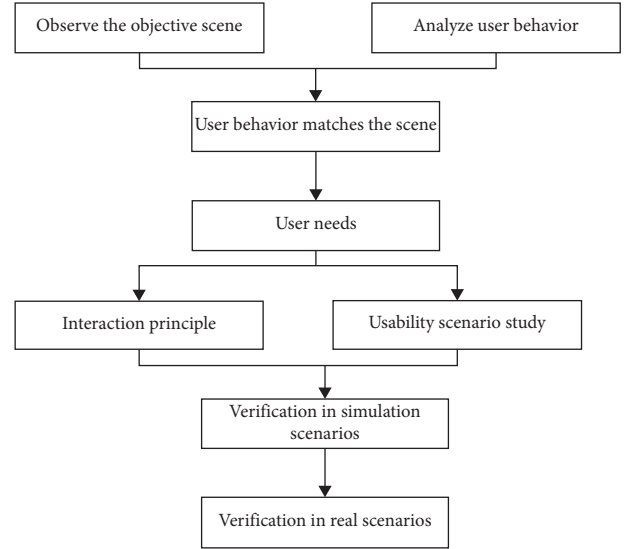 Observe the objective scene
Analyze user behavior
User behavior matches the scene
User needs
Interaction principle
Usability scenario study
Verification in simulation
scenarios
Verification in real scenarios